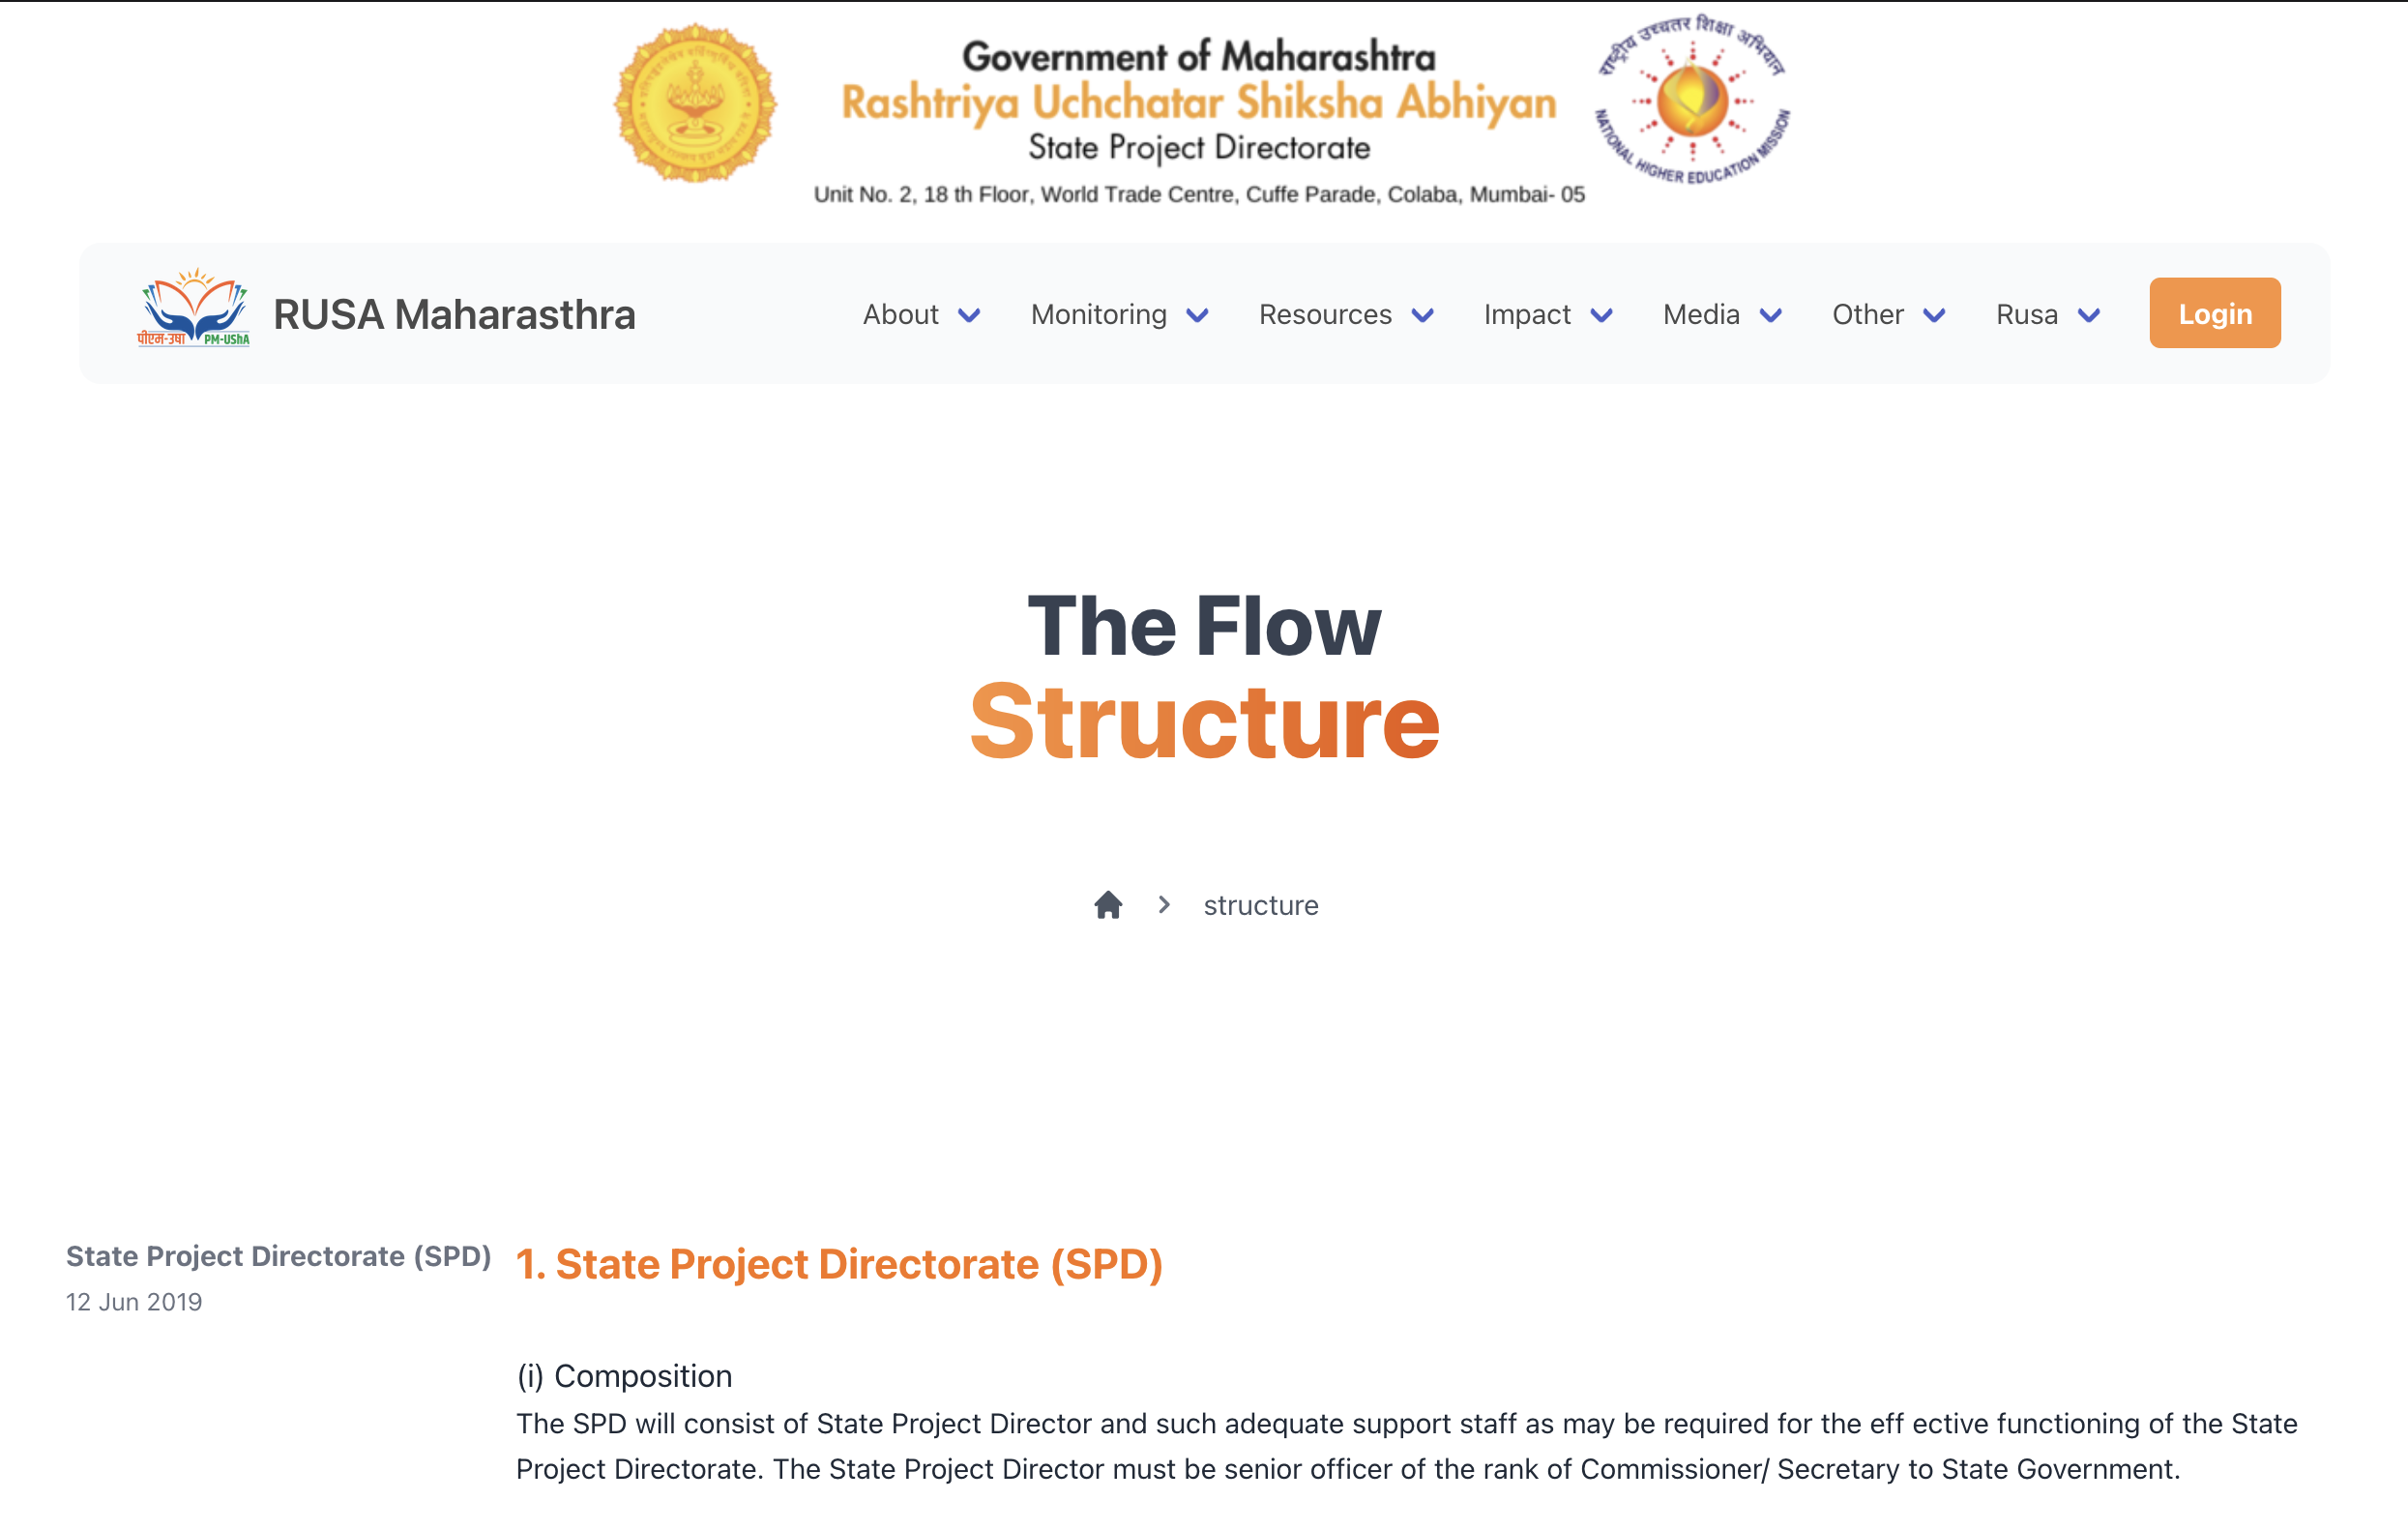 Government of Maharashtra
Rashtriya Uchchatar Shiksha Abhiyan
State Project Directorate
Unit No. 2, 18 th Floor, World Trade Centre, Cuffe Parade, Colaba, Mumbai- 05
राष्ट्रीय उच्चतर शिक्षा अभियान
NATIONAL HIGHER EDUCATION MISSION
पीएम-उषा PM-UShA
RUSA Maharasthra
About Monitoring Resources Impact Media Other Rusa Login
The Flow
Structure
structure
State Project Directorate (SPD)
12 Jun 2019
1. State Project Directorate (SPD)
(i) Composition
The SPD will consist of State Project Director and such adequate support staff as may be required for the eff ective functioning of the State
Project Directorate. The State Project Director must be senior officer of the rank of Commissioner/ Secretary to State Government.